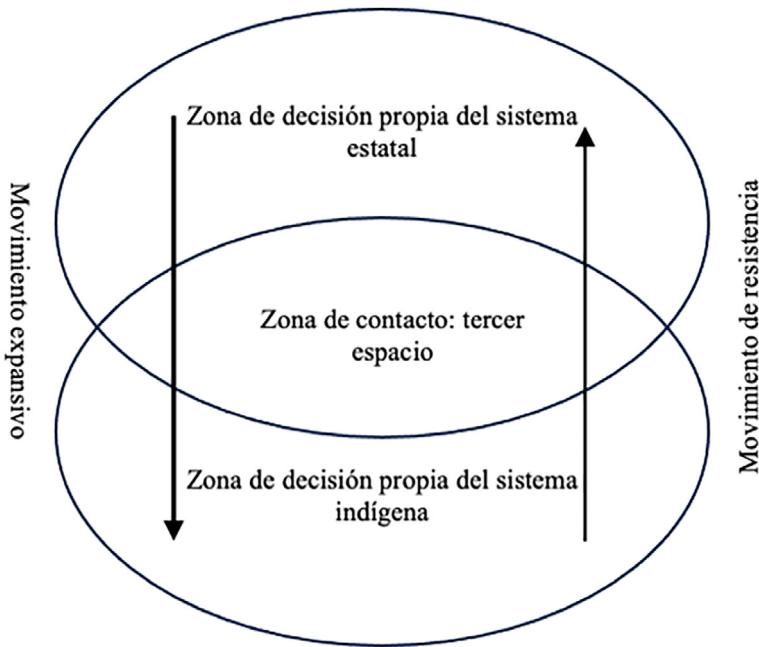 Zona de decisión propia del sistema
estatal
Movimiento expansivo
Movimiento de resistencia
Zona de contacto: tercer
espacio
Zona de decisión propia del sistema
indígena